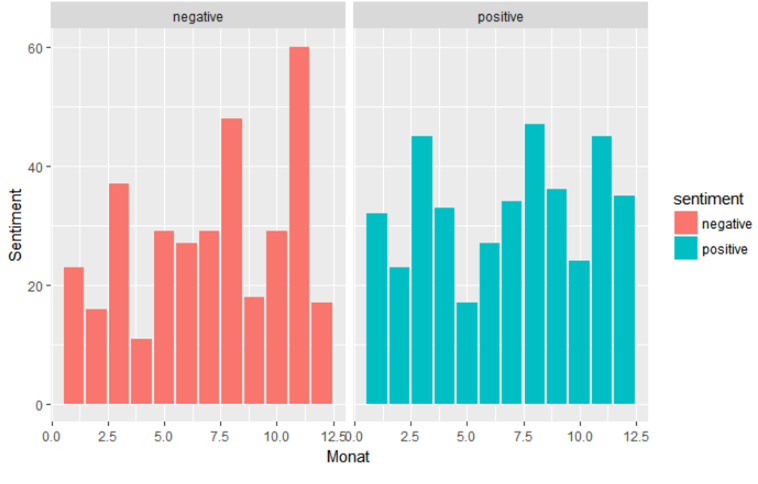 negative positive
60
40
20
0
Sentiment
0.0 2.5 5.0 7.5 10.0 12.5 0.0 2.5 5.0 7.5 10.0 12.5
Monat
sentiment
negative
positive